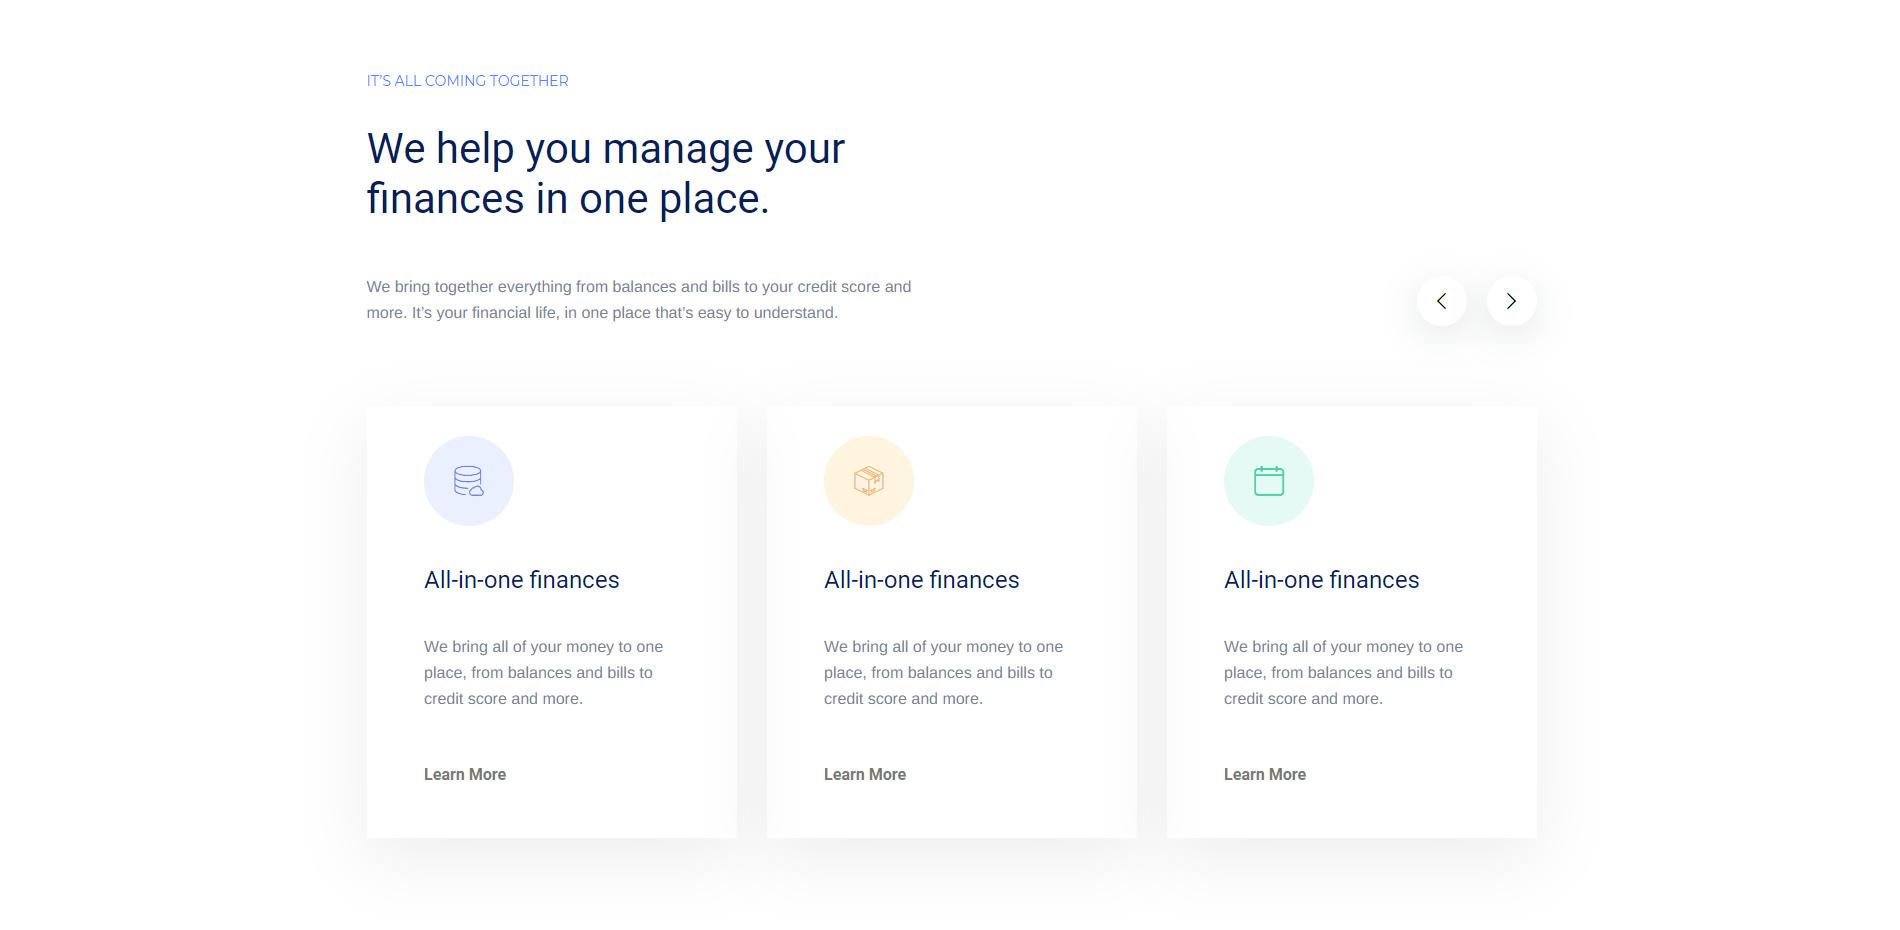 IT’S ALL COMING TOGETHER
We help you manage your
finances in one place.
We bring together everything from balances and bills to your credit score and
more. It’s your financial life, in one place that’s easy to understand.
All-in-one finances
We bring all of your money to one
place, from balances and bills to
credit score and more.
Learn More
All-in-one finances
We bring all of your money to one
place, from balances and bills to
credit score and more.
Learn More
All-in-one finances
We bring all of your money to one
place, from balances and bills to
credit score and more.
Learn More